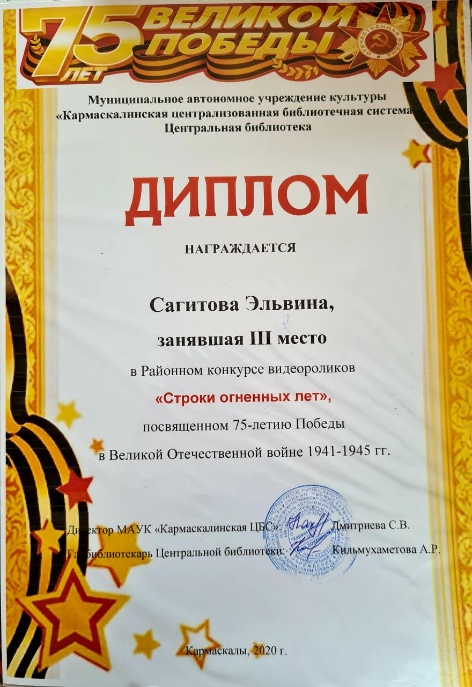 75 ЛЕТ
ВЕЛИКОЙ
ПОБЕДЫ
Муниципальное автономное учреждение культуры
«Кармаскалинская централизованная библиотечная система
Центральная библиотека
ДИПЛОМ
НАГРАЖДАЕТСЯ
Сагитова Эльвина,
занявшая III место
в Районном конкурсе видеороликов
«Строки огненных лет»,
посвященном 75-летию Победы
в Великой Отечественной войне 1941-1945 гг.
Директор МАУК «Кармаскалинская ЦБС» Дмитриева С.В.
Гл.библиотекарь Центральной библиотеки: Кильмухаметова А.Р.
Кармаскалы, 2020 г.